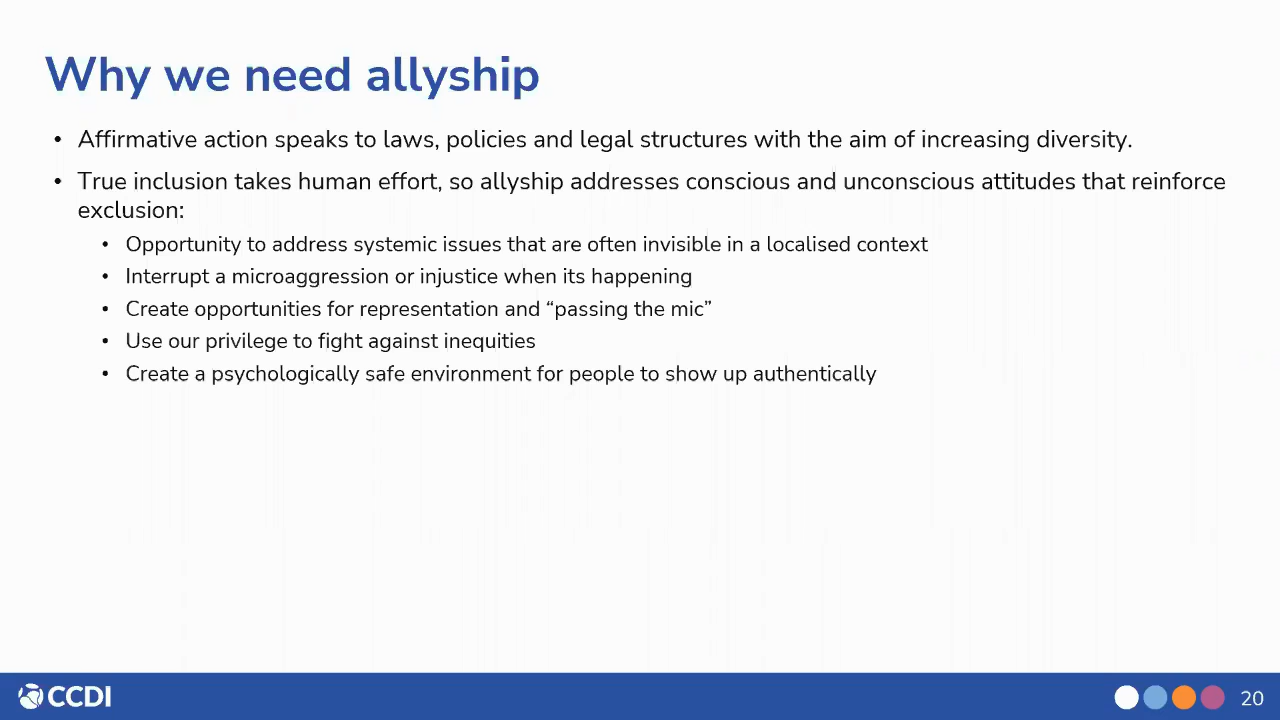 Why we need allyship
• Affirmative action speaks to laws, policies and legal structures with the aim of increasing diversity.
• True inclusion takes human effort, so allyship addresses conscious and unconscious attitudes that reinforce
exclusion:
• Opportunity to address systemic issues that are often invisible in a localised context
• Interrupt a microaggression or injustice when its happening
• Create opportunities for representation and “passing the mic”
• Use our privilege to fight against inequities
• Create a psychologically safe environment for people to show up authentically
CCDI
20